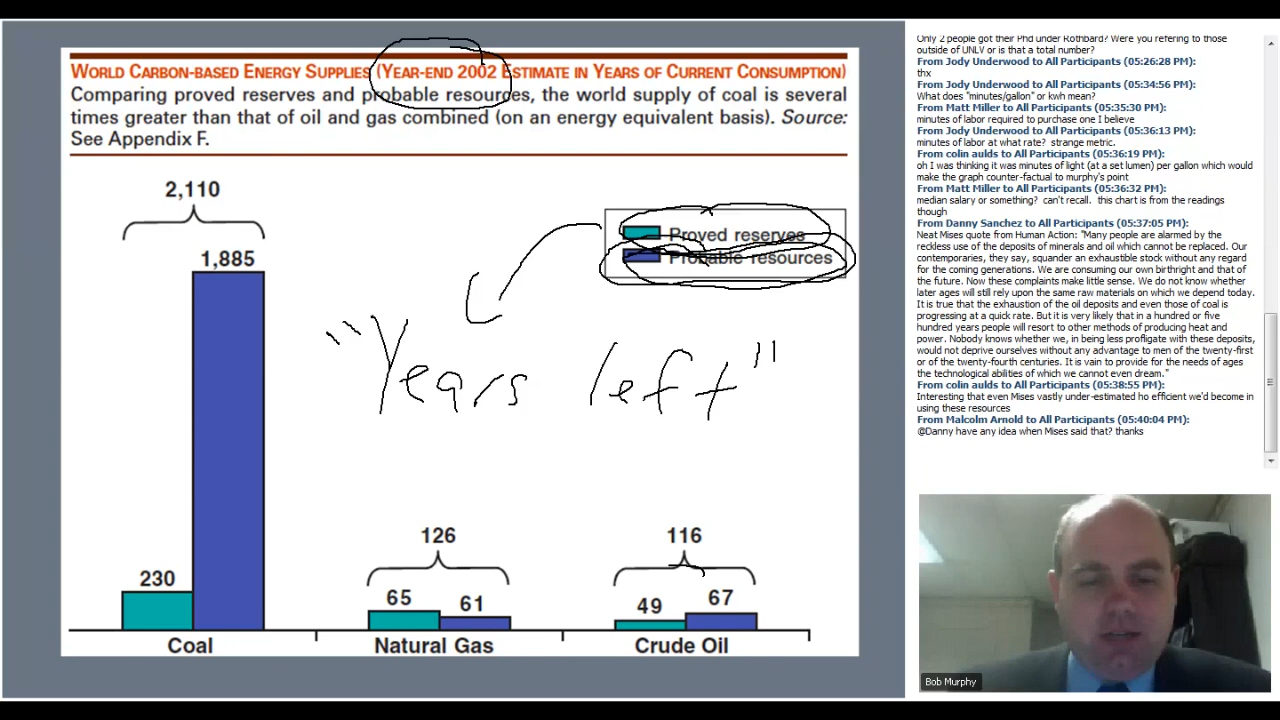 WORLD CARBON-BASED ENERGY SUPPLIES (YEAR-END 2002 ESTIMATE IN YEARS OF CURRENT CONSUMPTION)
Comparing proved reserves and probable resources, the world supply of coal is several
times greater than that of oil and gas combined (on an energy equivalent basis). Source:
See Appendix F.
2,110
1,885
230
Proved reserves
Probable resources
"Years left"
126
65
61
116
49
67
Coal
Natural Gas
Crude Oil
Only 2 people got their Phd under Rothbard? Were you referring to those
outside of UNLV or is that a total number?
From Jody Underwood to All Participants (05:26:28 PM):
thx
From Jody Underwood to All Participants (05:34:56 PM):
What does "minutes/gallon" or kwh mean?
From Matt Miller to All Participants (05:35:30 PM):
minutes of labor required to purchase one I believe
From Jody Underwood to All Participants (05:36:13 PM):
minutes of labor at what rate? strange metric.
From colin aulds to All Participants (05:36:19 PM):
oh I was thinking it was minutes of light (at a set lumen) per gallon which would
make the graph counter-factual to murphy's point
From Matt Miller to All Participants (05:36:32 PM):
median salary or something? can't recall. this chart is from the readings
though
From Danny Sanchez to All Participants (05:37:05 PM):
Neat Mises quote from Human Action: "Many people are alarmed by the
reckless use of the deposits of minerals and oil which cannot be replaced. Our
contemporaries, they say, squander an exhaustible stock without any regard
for the coming generations. We are consuming our own birthright and that of
the future. Now these complaints make little sense. We do not know whether
later ages will still rely upon the same raw materials on which we depend today.
It is true that the exhaustion of the oil deposits and even those of coal is
progressing at a quick rate. But it is very likely that in a hundred or five
hundred years people will resort to other methods of producing heat and
power. Nobody knows whether we, in being less profligate with these deposits,
would not deprive ourselves without any advantage to men of the twenty-first
or of the twenty-fourth centuries. It is vain to provide for the needs of ages
the technological abilities of which we cannot even dream."
From colin aulds to All Participants (05:38:55 PM):
Interesting that even Mises vastly under-estimated ho efficient we'd become in
using these resources
From Malcolm Arnold to All Participants (05:40:04 PM):
@Danny have any idea when Mises said that? thanks
Bob Murphy